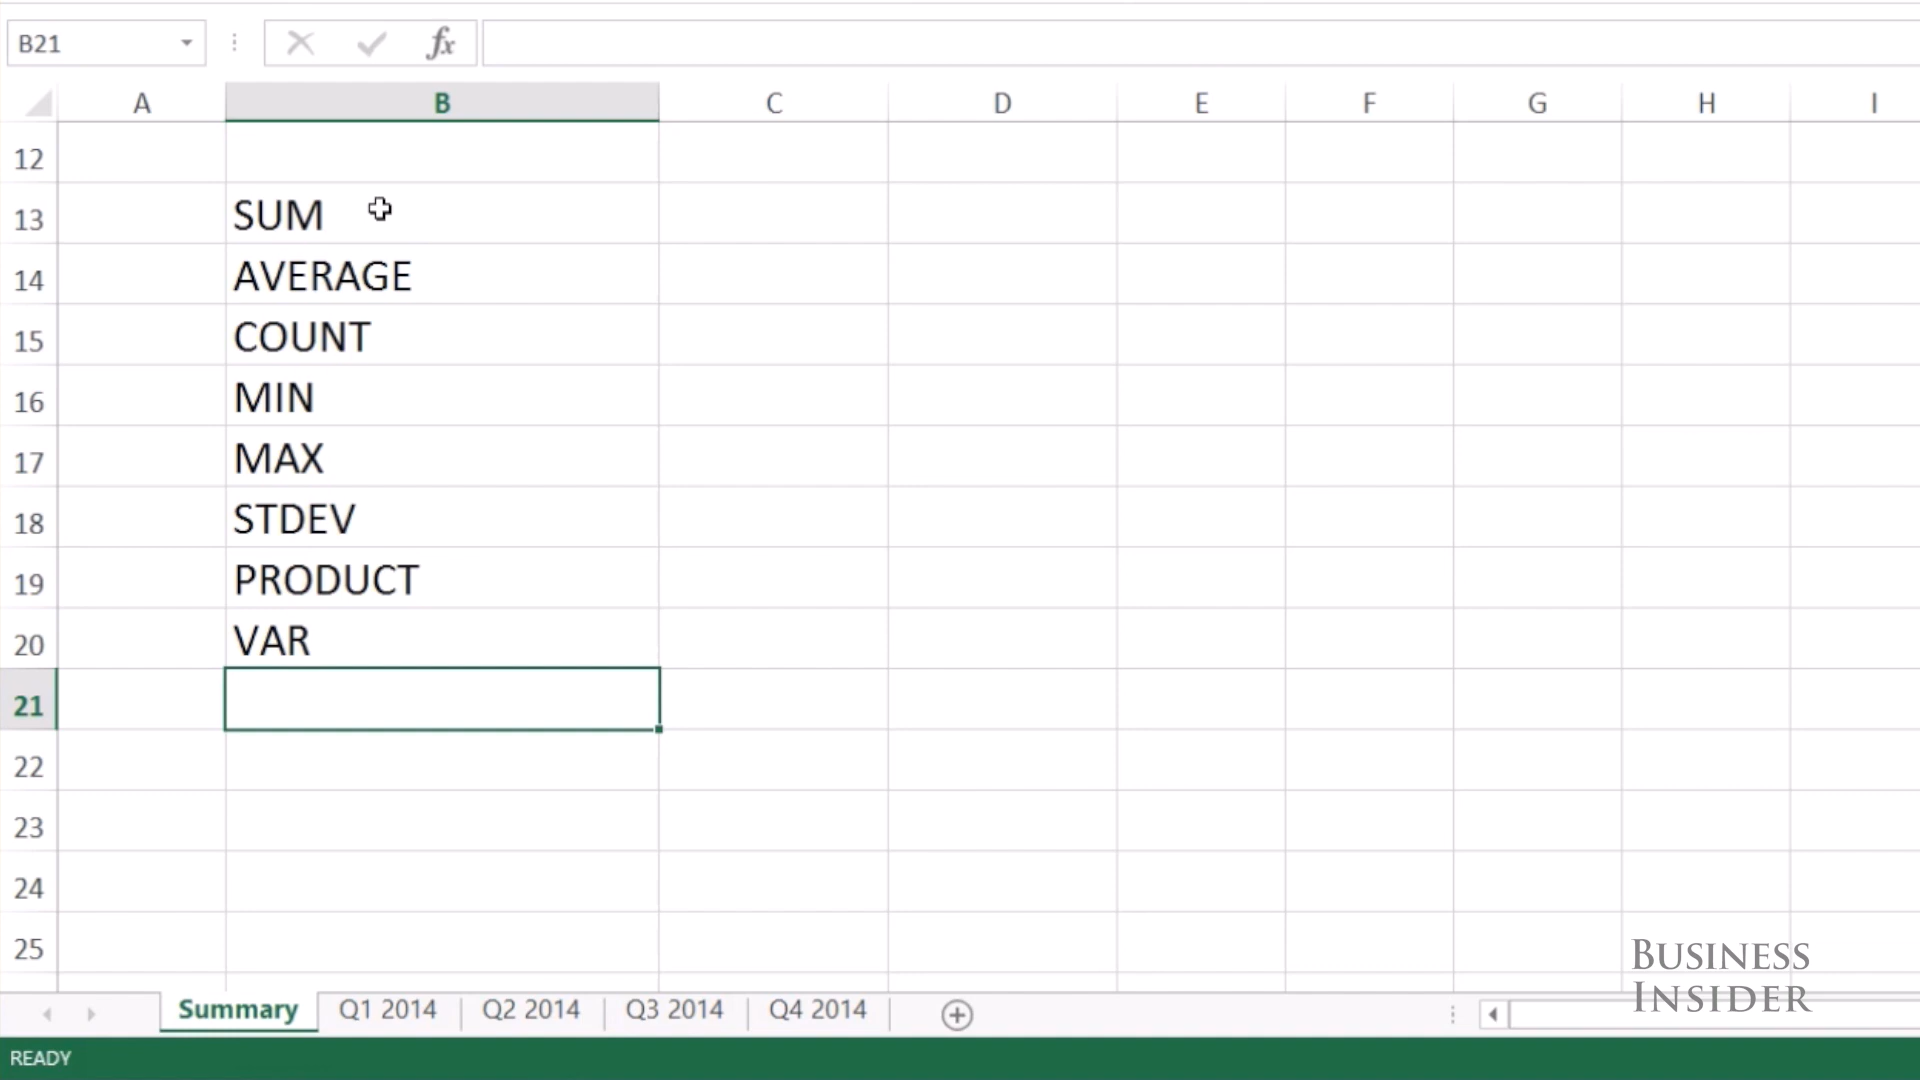 B21
fx
A B C D E F G H I
12
13 SUM
14 AVERAGE
15 COUNT
16 MIN
17 MAX
18 STDEV
19 PRODUCT
20 VAR
21
22
23
24
25
BUSINESS
INSIDER
Summary Q1 2014 Q2 2014 Q3 2014 Q4 2014
READY